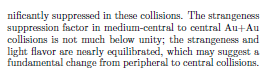 nificantly suppressed in these collisions. The strangeness
suppression factor in medium-central to central Au+Au
collisions is not much below unity; the strangeness and
light flavor are nearly equilibrated, which may suggest a
fundamental change from peripheral to central collisions.